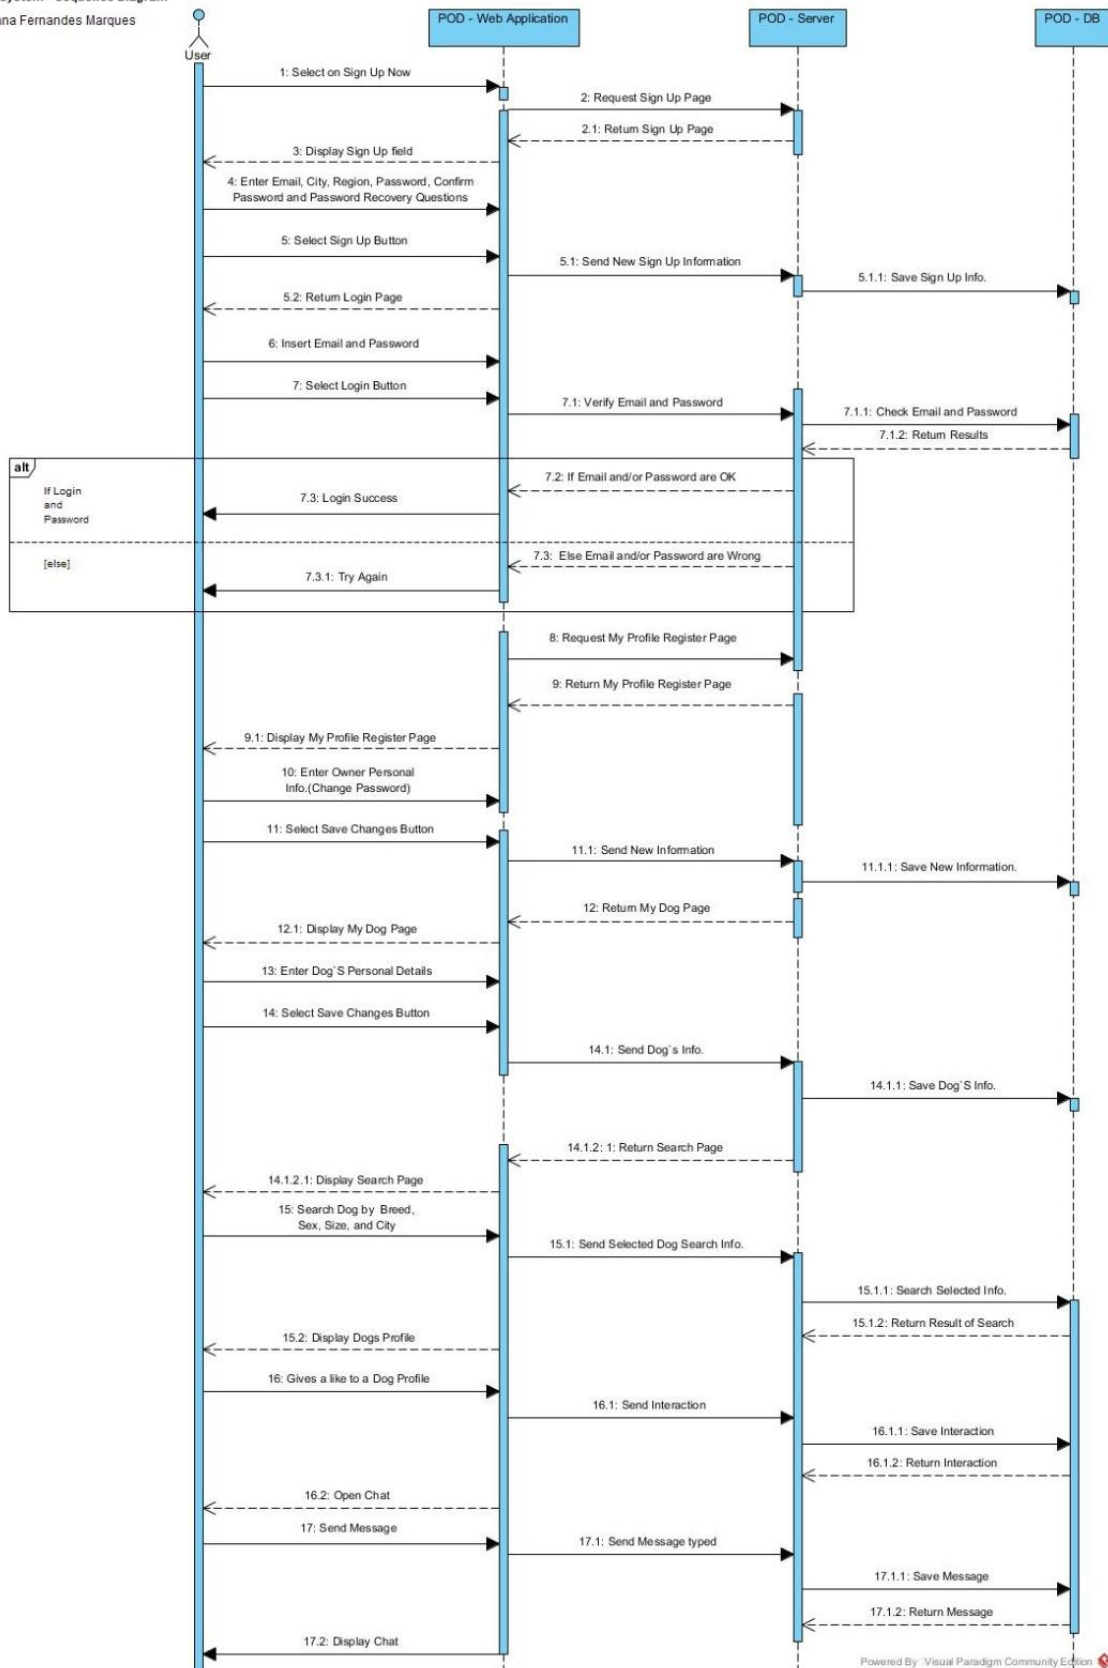 System - Sequence Diagram
ana Fernandes Marques
User
POD - Web Application
POD - Server
POD - DB
1: Select on Sign Up Now
2: Request Sign Up Page
2.1: Return Sign Up Page
3: Display Sign Up field
4: Enter Email, City, Region, Password, Confirm
Password and Password Recovery Questions
5: Select Sign Up Button
5.1: Send New Sign Up Information
5.1.1: Save Sign Up Info.
5.2: Return Login Page
6: Insert Email and Password
7: Select Login Button
7.1: Verify Email and Password
7.1.1: Check Email and Password
7.1.2: Return Results
alt
If Login
and
Password
7.2: If Email and/or Password are OK
7.3: Login Success
[else]
7.3: Else Email and/or Password are Wrong
7.3.1: Try Again
8: Request My Profile Register Page
9: Return My Profile Register Page
9.1: Display My Profile Register Page
10: Enter Owner Personal
Info.(Change Password)
11: Select Save Changes Button
11.1: Send New Information
11.1.1: Save New Information.
12: Return My Dog Page
12.1: Display My Dog Page
13: Enter Dog`S Personal Details
14: Select Save Changes Button
14.1: Send Dog`s Info.
14.1.1: Save Dog`S Info.
14.1.2: 1: Return Search Page
14.1.2.1: Display Search Page
15: Search Dog by Breed,
Sex, Size, and City
15.1: Send Selected Dog Search Info.
15.1.1: Search Selected Info.
15.1.2: Return Result of Search
15.2: Display Dogs Profile
16: Gives a like to a Dog Profile
16.1: Send Interaction
16.1.1: Save Interaction
16.1.2: Return Interaction
16.2: Open Chat
17: Send Message
17.1: Send Message typed
17.1.1: Save Message
17.1.2: Return Message
17.2: Display Chat
Powered By Visual Paradigm Community Edition